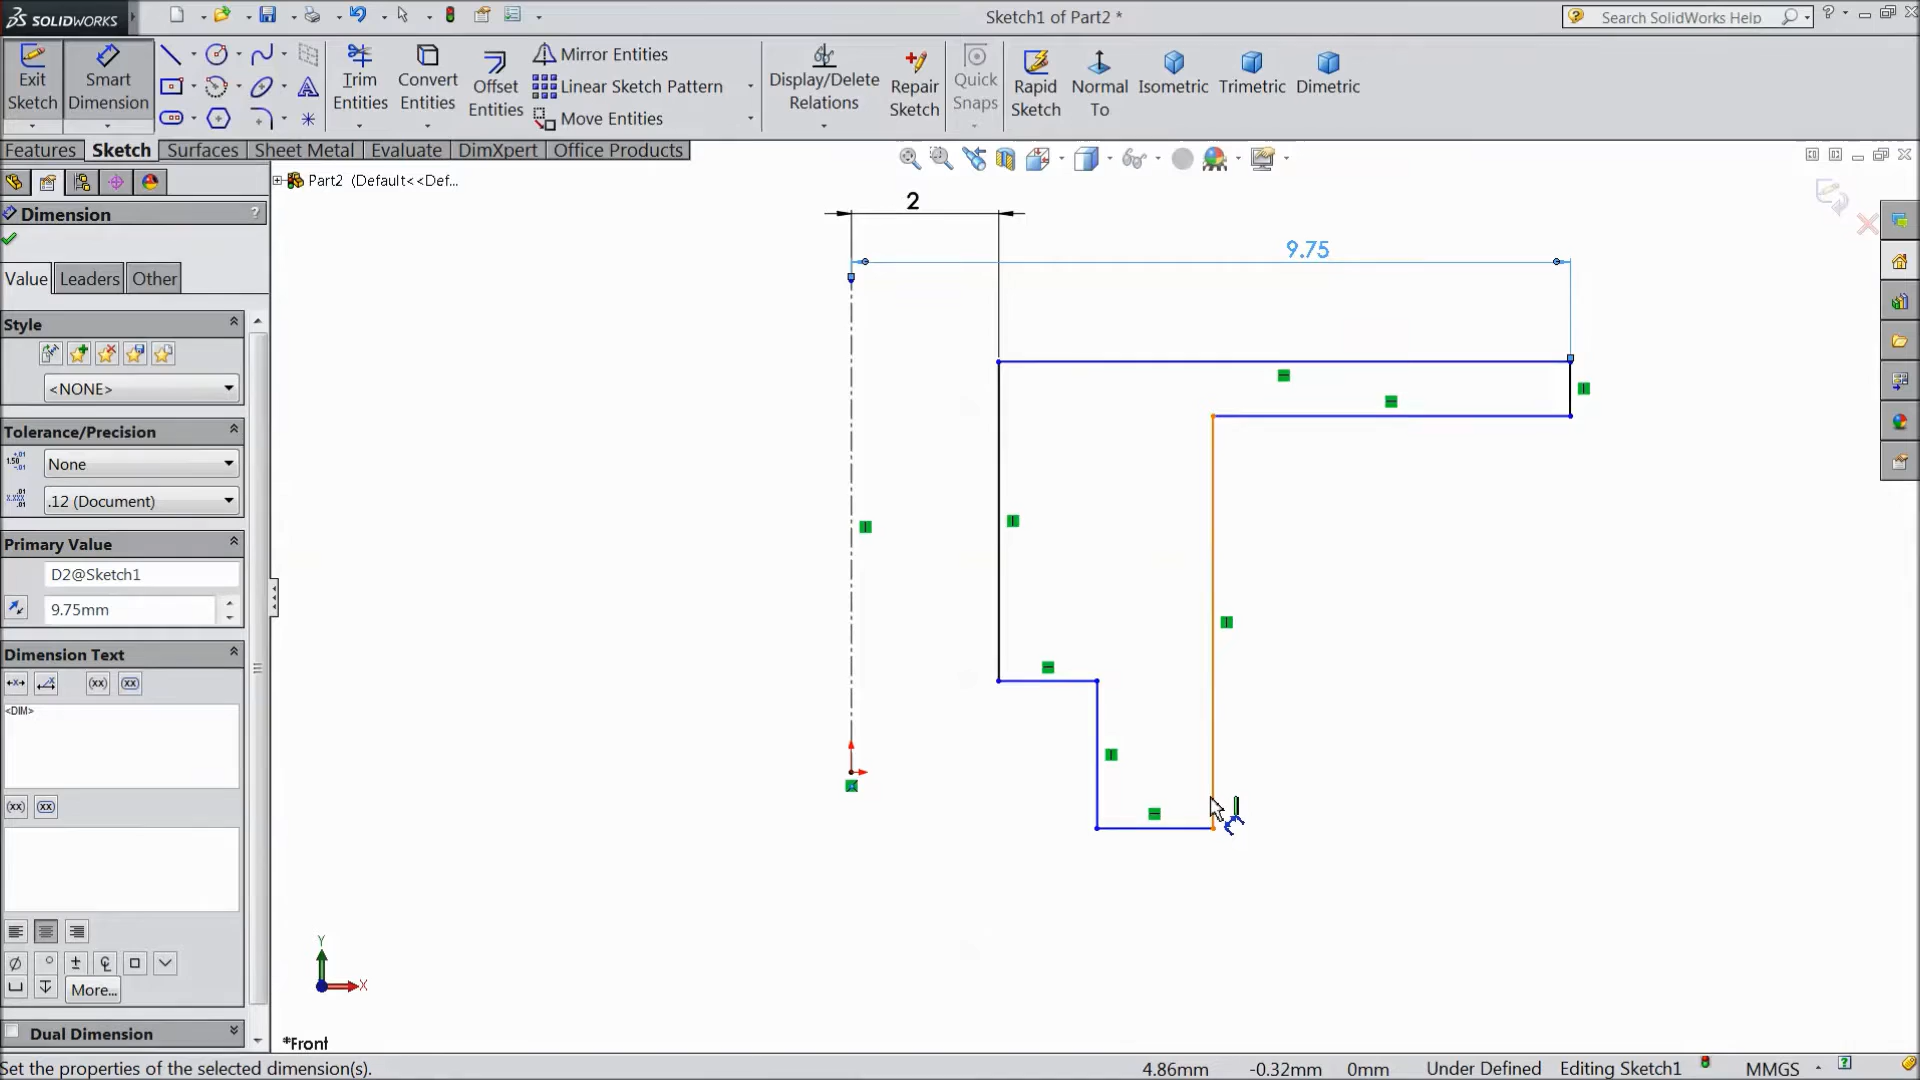 SOLIDWORKS
Sketch1 of Part2 *
Search SolidWorks Help
Exit Sketch
Smart Dimension
Trim Entities
Convert Entities
Offset Entities
Mirror Entities
Linear Sketch Pattern
Move Entities
Display/Delete Relations
Repair Sketch
Quick Snaps
Rapid Sketch
Normal To
Isometric
Trimetric
Dimetric
Features
Sketch
Surfaces
Sheet Metal
Evaluate
DimXpert
Office Products
Part2 (Default<<Def...
Dimension
?
Value
Leaders
Other
Style
<NONE>
Tolerance/Precision
None
.12 (Document)
Primary Value
D2@Sketch1
9.75mm
Dimension Text
(xx)
(xx)
<DIM>
(xx)
(xx)
More...
Dual Dimension
2
9.75
Y
X
*Front
Set the properties of the selected dimension(s).
4.86mm
-0.32mm
0mm
Under Defined
Editing Sketch1
MMGS